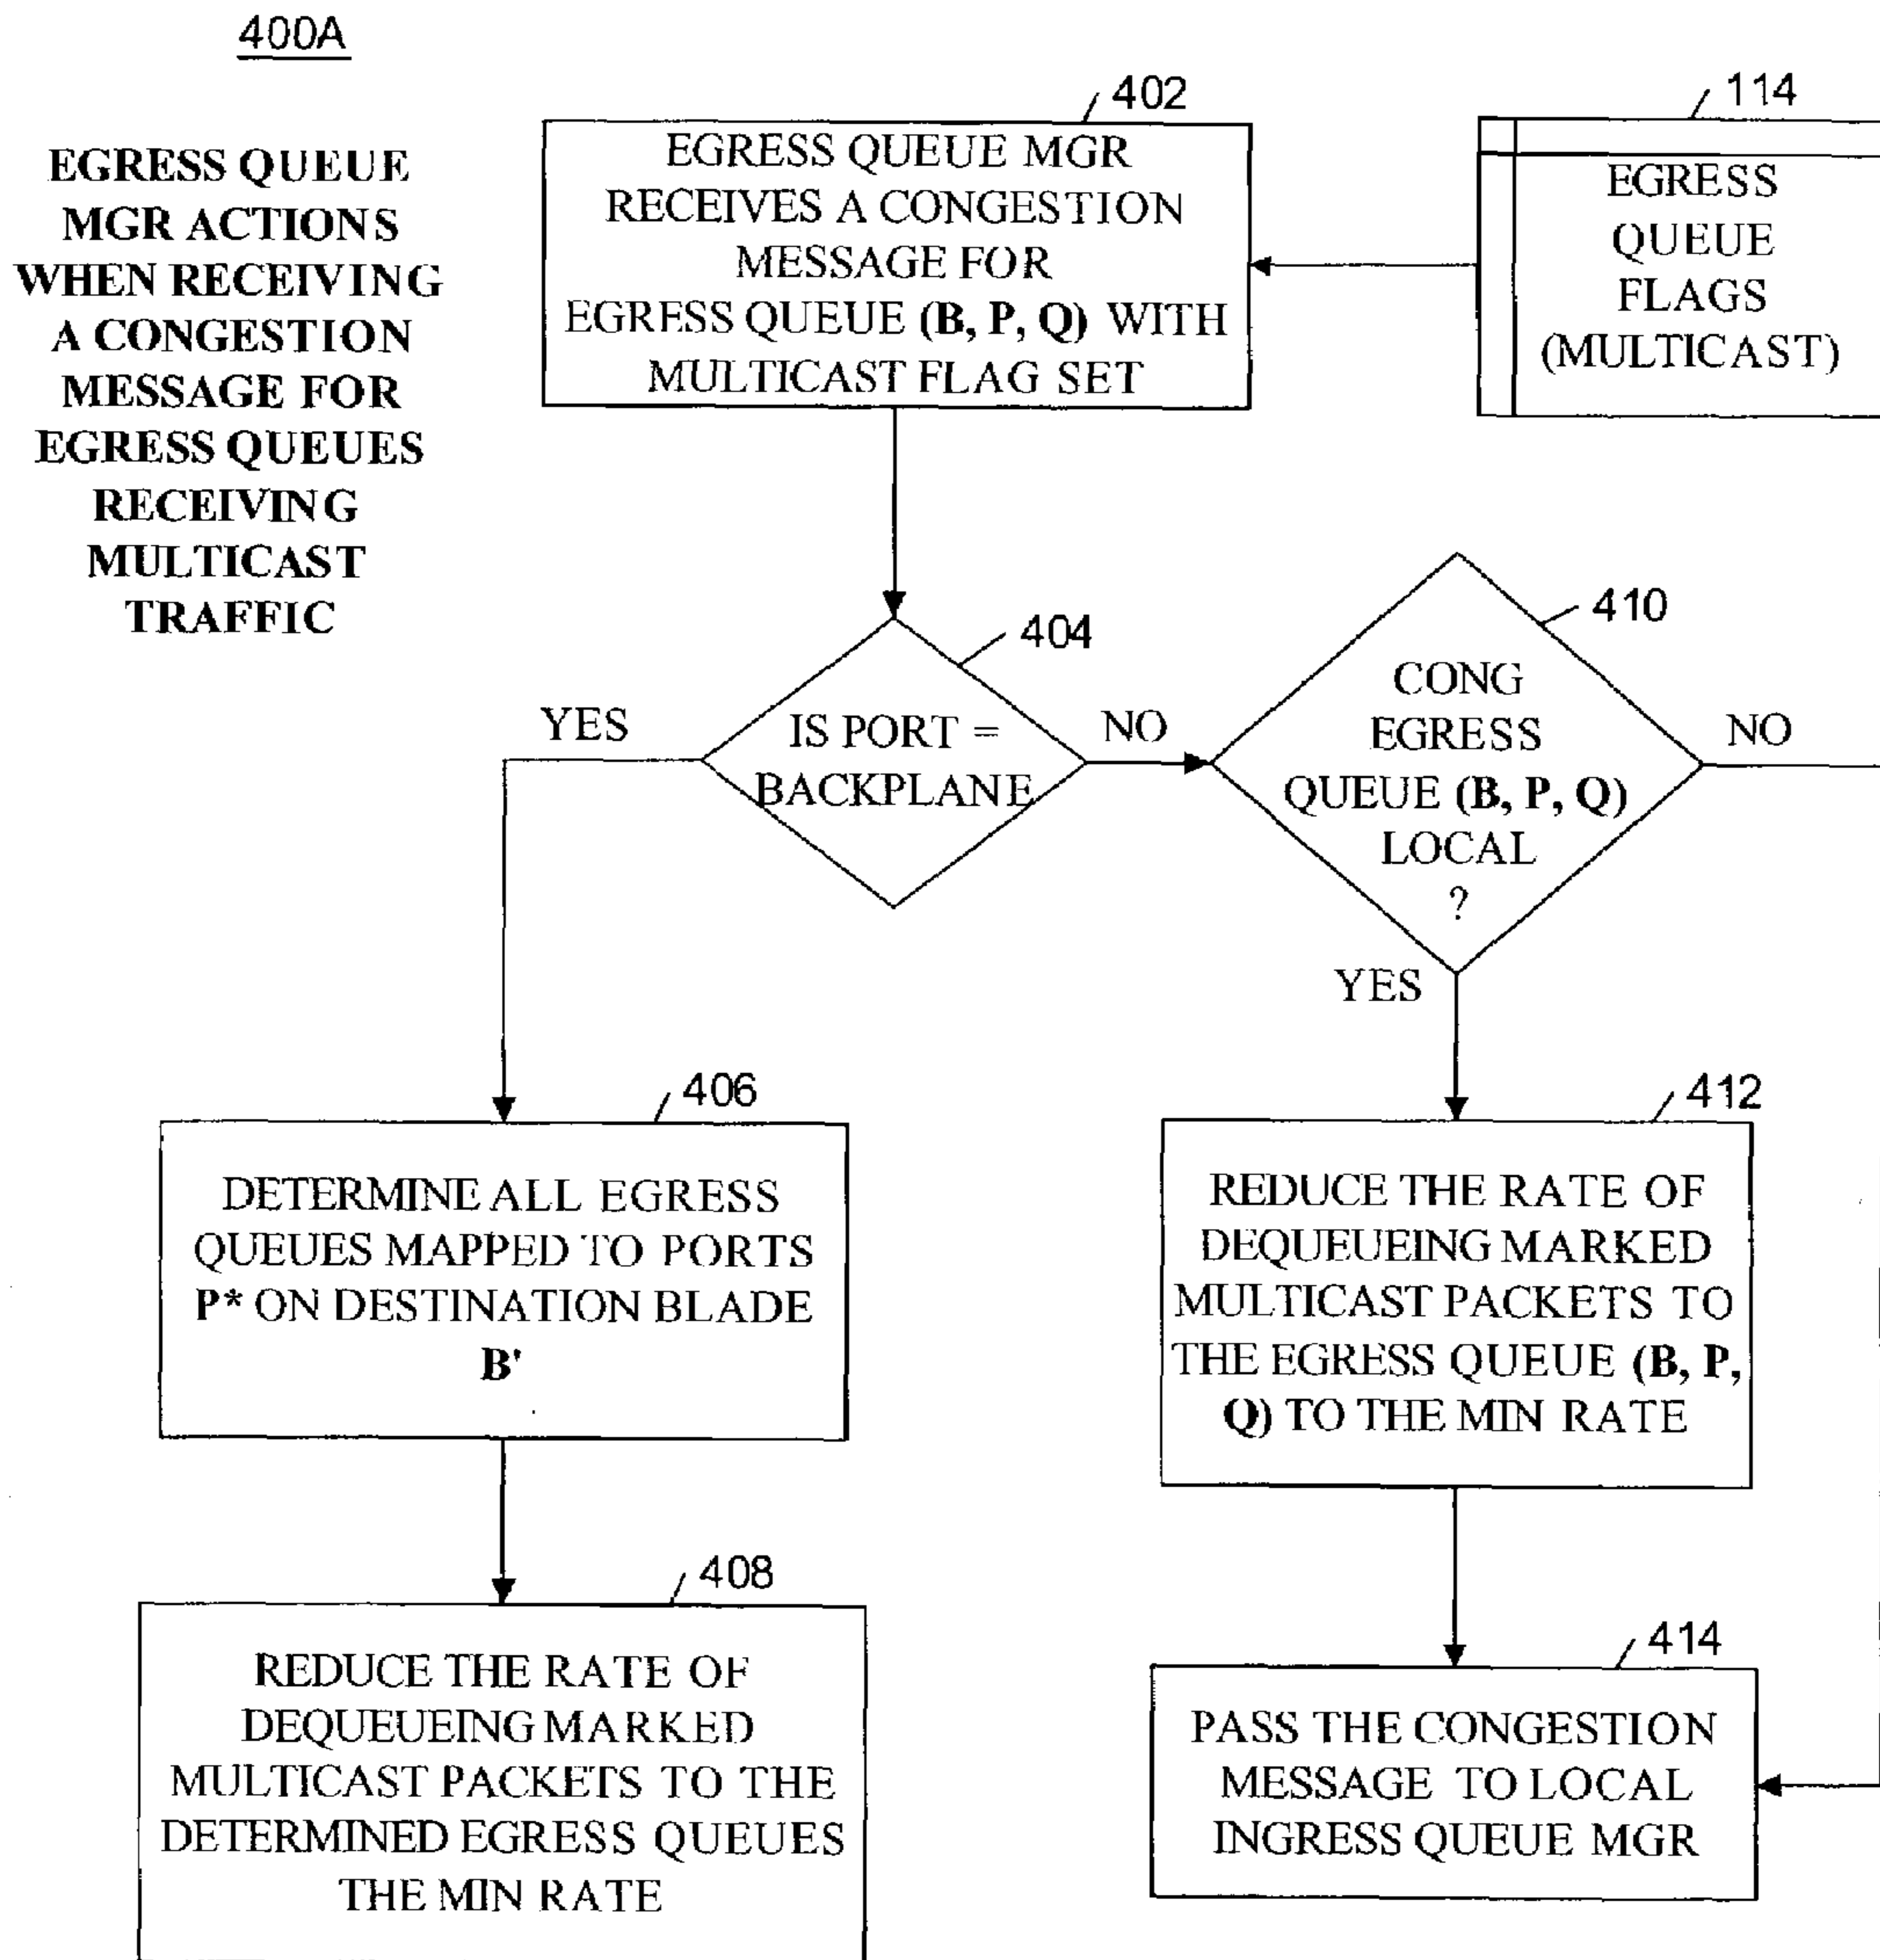 400A
EGRESS QUEUE
MGR ACTIONS
WHEN RECEIVING
A CONGESTION
MESSAGE FOR
EGRESS QUEUES
RECEIVING
MULTICAST
TRAFFIC
402
EGRESS QUEUE MGR
RECEIVES A CONGESTION
MESSAGE FOR
EGRESS QUEUE (B, P, Q) WITH
MULTICAST FLAG SET
114
EGRESS
QUEUE
FLAGS
(MULTICAST)
404
IS PORT =
BACKPLANE
YES
NO
410
CONG
EGRESS
QUEUE (B, P, Q)
LOCAL
?
NO
YES
406
DETERMINE ALL EGRESS
QUEUES MAPPED TO PORTS
P* ON DESTINATION BLADE
B'
412
REDUCE THE RATE OF
DEQUEUEING MARKED
MULTICAST PACKETS TO
THE EGRESS QUEUE (B, P,
Q) TO THE MIN RATE
408
REDUCE THE RATE OF
DEQUEUEING MARKED
MULTICAST PACKETS TO THE
DETERMINED EGRESS QUEUES
THE MIN RATE
414
PASS THE CONGESTION
MESSAGE TO LOCAL
INGRESS QUEUE MGR